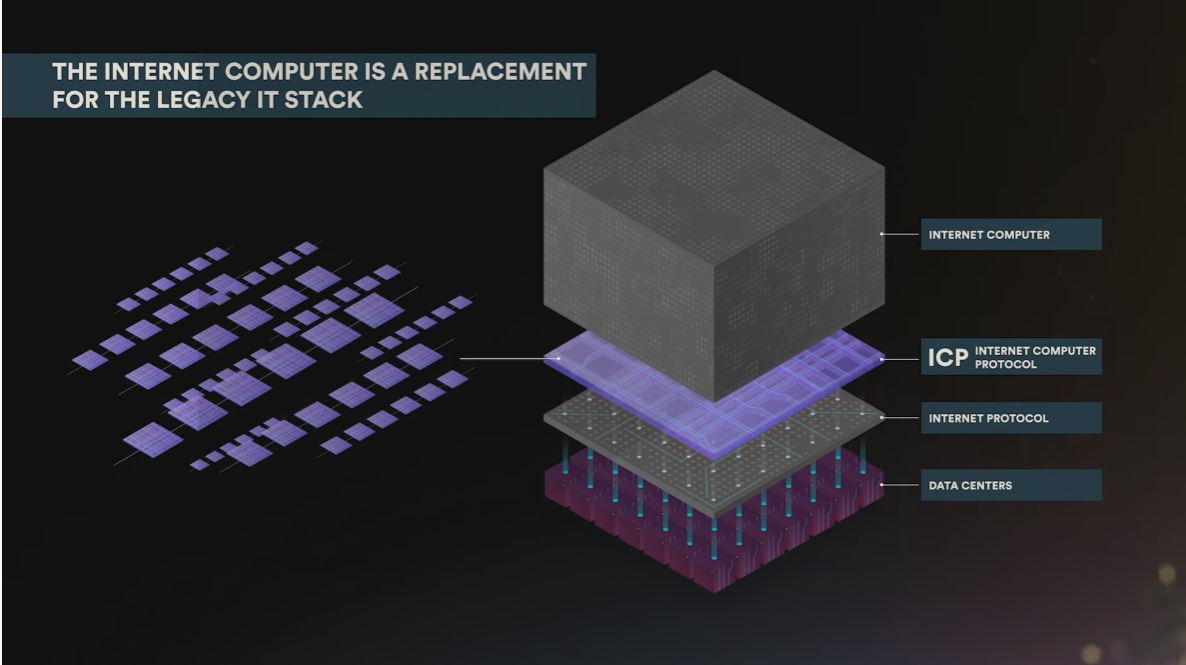 THE INTERNET COMPUTER IS A REPLACEMENT
FOR THE LEGACY IT STACK
INTERNET COMPUTER
ICP INTERNET COMPUTER
PROTOCOL
INTERNET PROTOCOL
DATA CENTERS